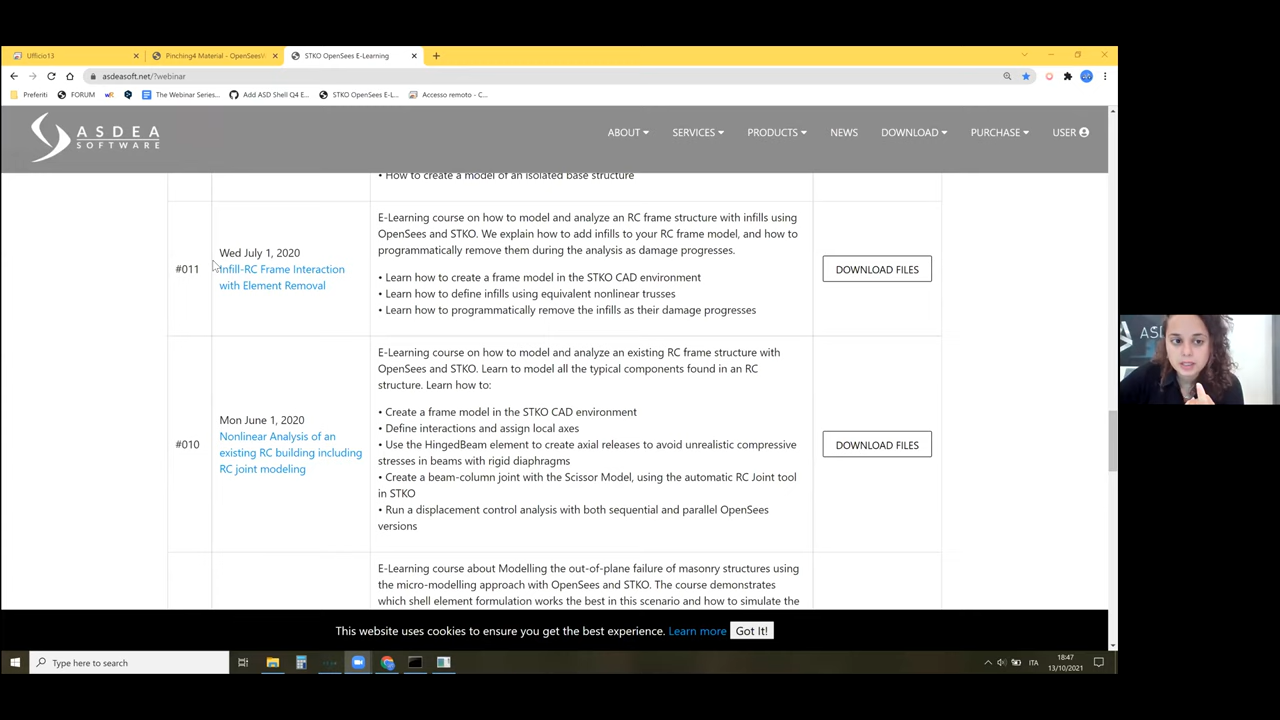 Ufficio13
Pinching4 Material - OpenSeesW
STKO OpenSees E-Learning
asdeasoft.net/?webinar
Preferiti
FORUM
wR
The Webinar Series...
Add ASD Shell Q4 E...
STKO OpenSees E-L...
Accesso remoto - C...
ASDEA
SOFTWARE
ABOUT
SERVICES
PRODUCTS
NEWS
DOWNLOAD
PURCHASE
USER
• How to create a model of an isolated base structure
#011
Wed July 1, 2020
Infill-RC Frame Interaction
with Element Removal
E-Learning course on how to model and analyze an RC frame structure with infills using
OpenSees and STKO. We explain how to add infills to your RC frame model, and how to
programmatically remove them during the analysis as damage progresses.
• Learn how to create a frame model in the STKO CAD environment
• Learn how to define infills using equivalent nonlinear trusses
• Learn how to programmatically remove the infills as their damage progresses
DOWNLOAD FILES
#010
Mon June 1, 2020
Nonlinear Analysis of an
existing RC building including
RC joint modeling
E-Learning course on how to model and analyze an existing RC frame structure with
OpenSees and STKO. Learn to model all the typical components found in an RC
structure. Learn how to:
• Create a frame model in the STKO CAD environment
• Define interactions and assign local axes
• Use the HingedBeam element to create axial releases to avoid unrealistic compressive
stresses in beams with rigid diaphragms
• Create a beam-column joint with the Scissor Model, using the automatic RC Joint tool
in STKO
• Run a displacement control analysis with both sequential and parallel OpenSees
versions
DOWNLOAD FILES
E-Learning course about Modelling the out-of-plane failure of masonry structures using
the micro-modelling approach with OpenSees and STKO. The course demonstrates
which shell element formulation works the best in this scenario and how to simulate the
This website uses cookies to ensure you get the best experience. Learn more
Got It!
Type here to search
ITA
18:47
13/10/2021